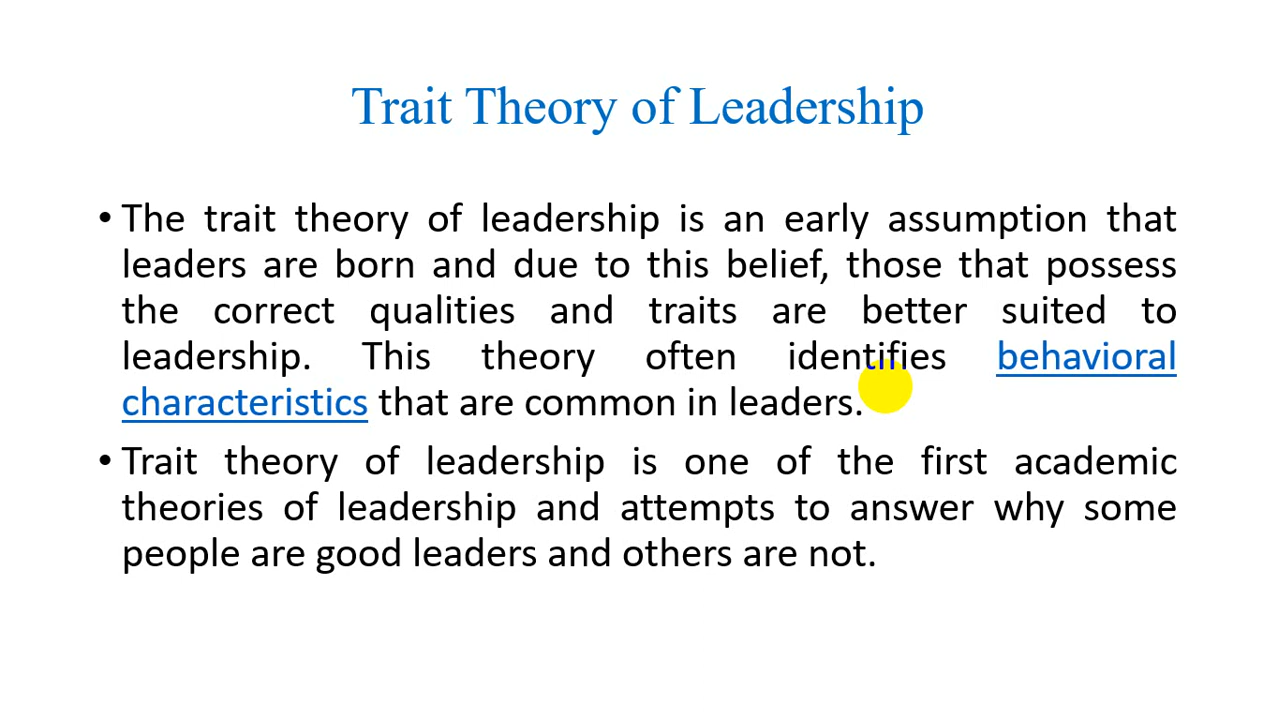 Trait Theory of Leadership
• The trait theory of leadership is an early assumption that
leaders are born and due to this belief, those that possess
the correct qualities and traits are better suited to
leadership. This theory often identifies behavioral
characteristics that are common in leaders.
• Trait theory of leadership is one of the first academic
theories of leadership and attempts to answer why some
people are good leaders and others are not.